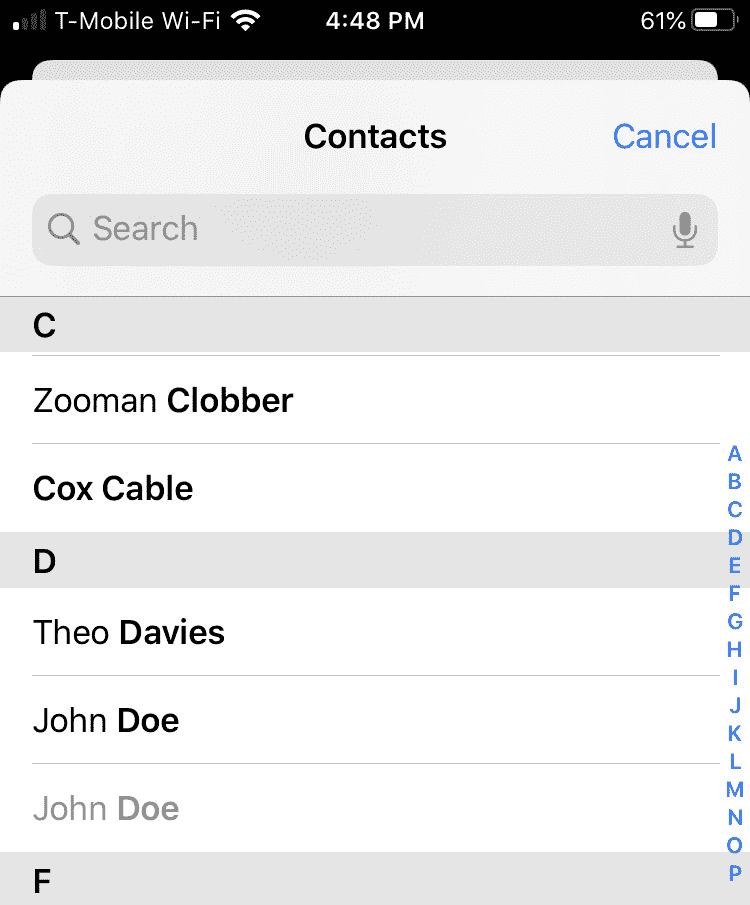 T-Mobile Wi-Fi 4:48 PM 61%
Contacts Cancel
Search
C
Zooman Clobber
Cox Cable
D
Theo Davies
John Doe
John Doe
F
A
B
C
D
E
F
G
H
I
J
K
L
M
N
O
P